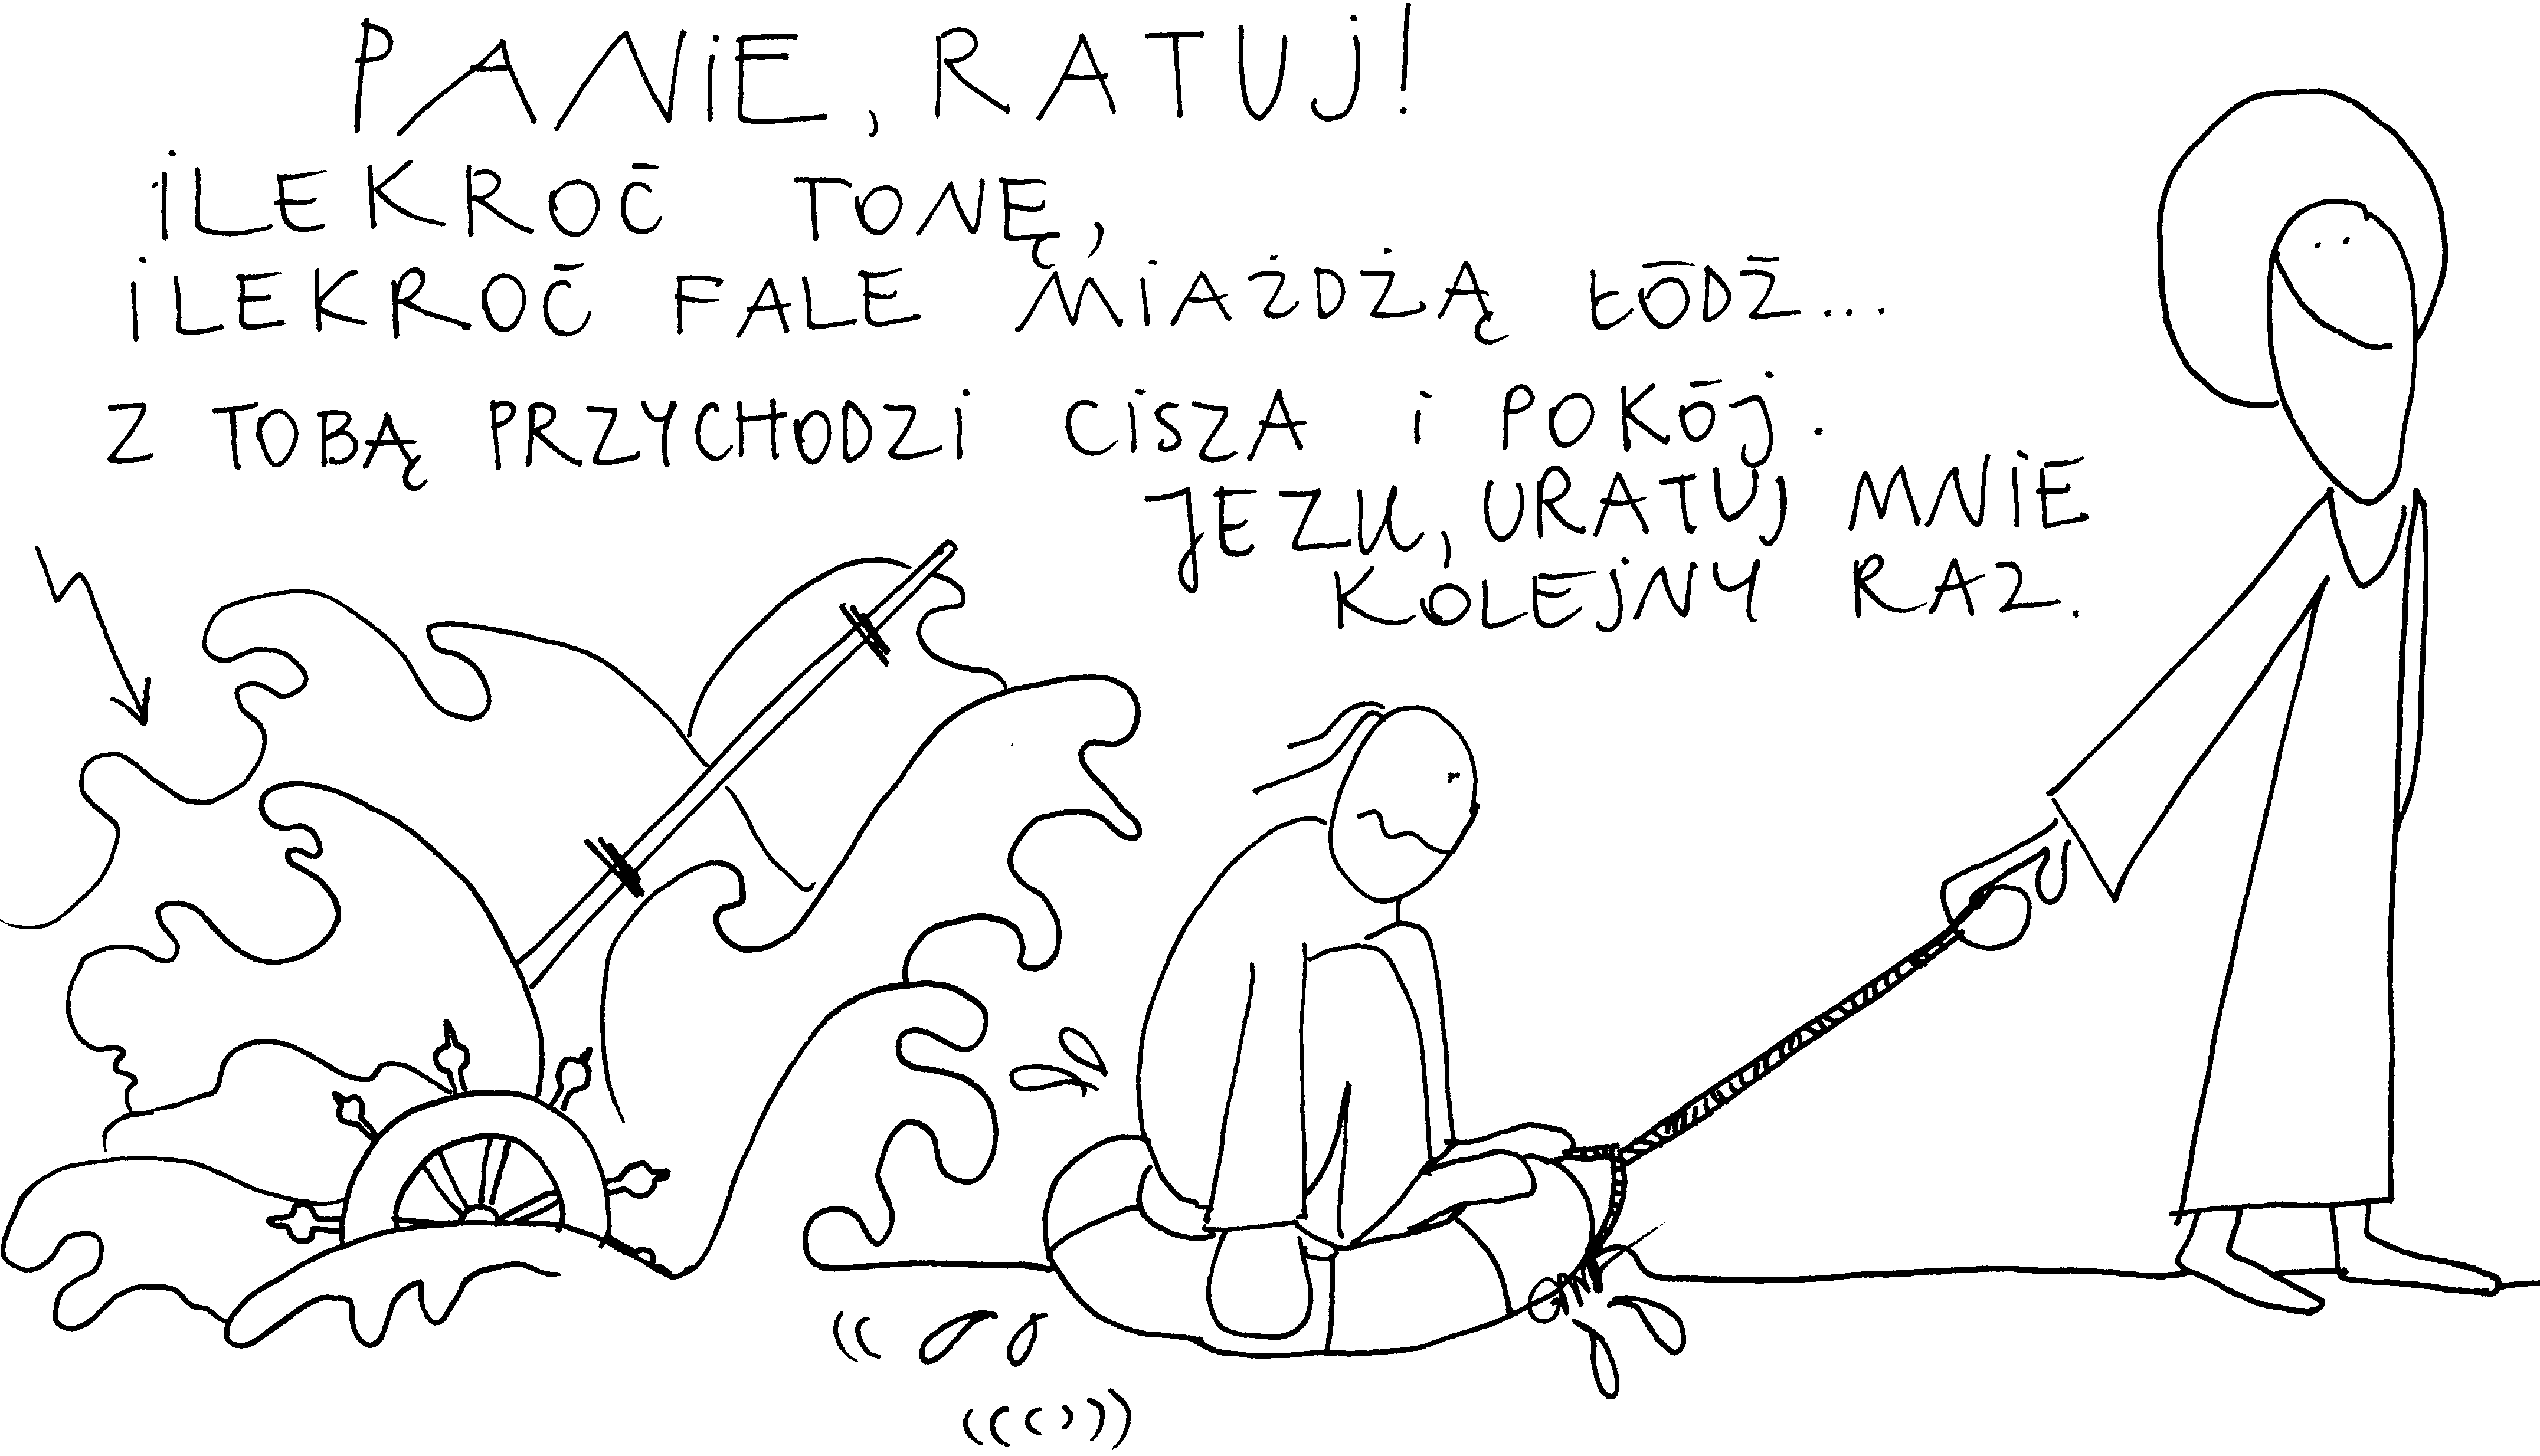 PANIE, RATUJ!
ILEKROĆ TONĘ,
ILEKROĆ FALE MIAŻDŻĄ ŁÓDŹ...
Z TOBĄ PRZYCHODZI CISZA I POKÓJ.
JEZU, URATUJ MNIE
KOLEJNY RAZ.